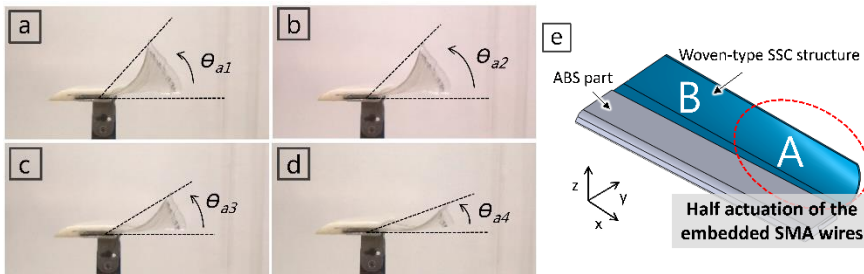 a
θa1
b
θa2
c
θa3
d
θa4
e
Woven-type SSC structure
ABS part
B
A
z
y
x
Half actuation of the
embedded SMA wires